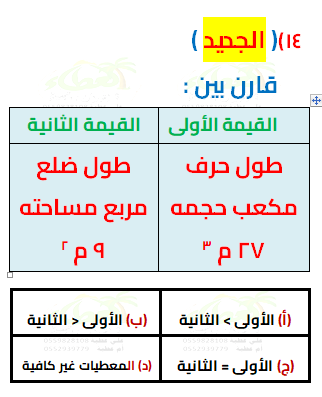 ١٤) ( الجديد )
قارن بين :
القيمة الأولى
القيمة الثانية
طول حرف
مكعب حجمه
٢٧ م ٣
طول ضلع
مربع مساحته
٩ م ٢
(أ) الأولى > الثانية
(ب) الأولى < الثانية
(ج) الأولى = الثانية
(د) المعطيات غير كافية